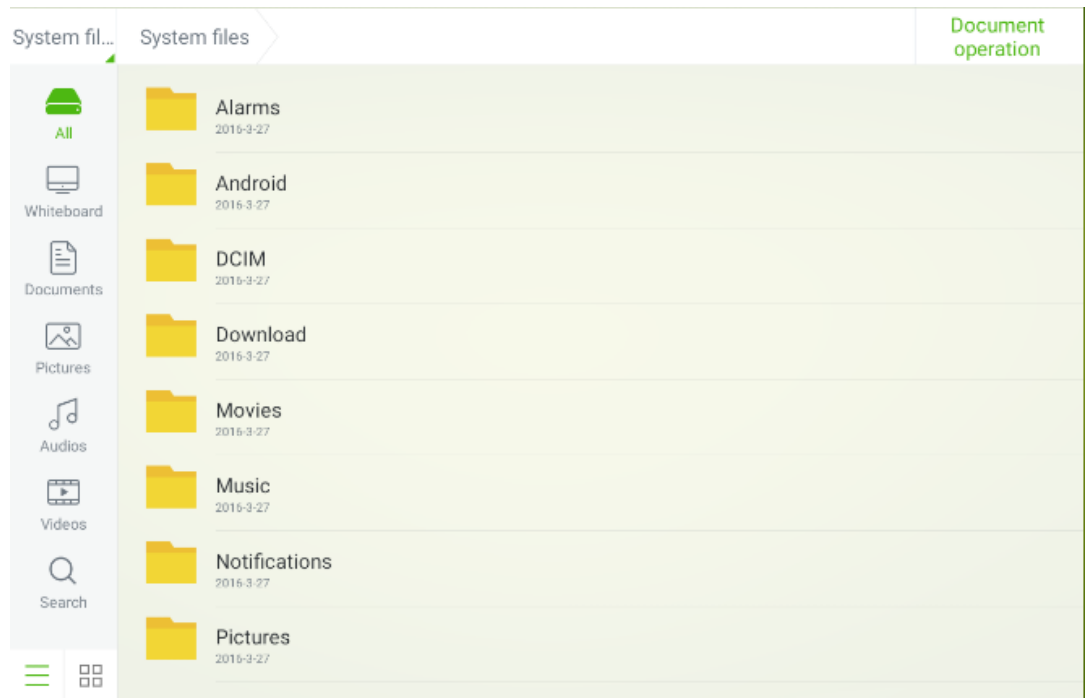 System fil...
System files
Document
operation
All
Whiteboard
Documents
Pictures
Audios
Videos
Search
Alarms
2016-3-27
Android
2016-3-27
DCIM
2016-3-27
Download
2016-3-27
Movies
2016-3-27
Music
2016-3-27
Notifications
2016-3-27
Pictures
2016-3-27